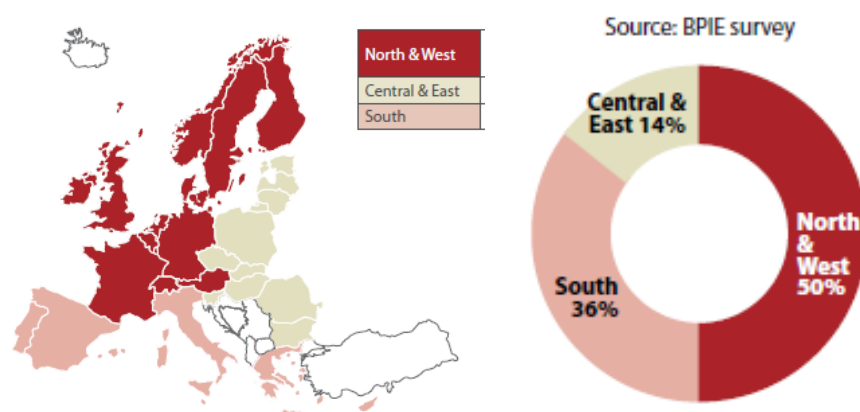 North & West
Central & East
South
Source: BPIE survey
Central &
East 14%
North
&
West
50%
South
36%